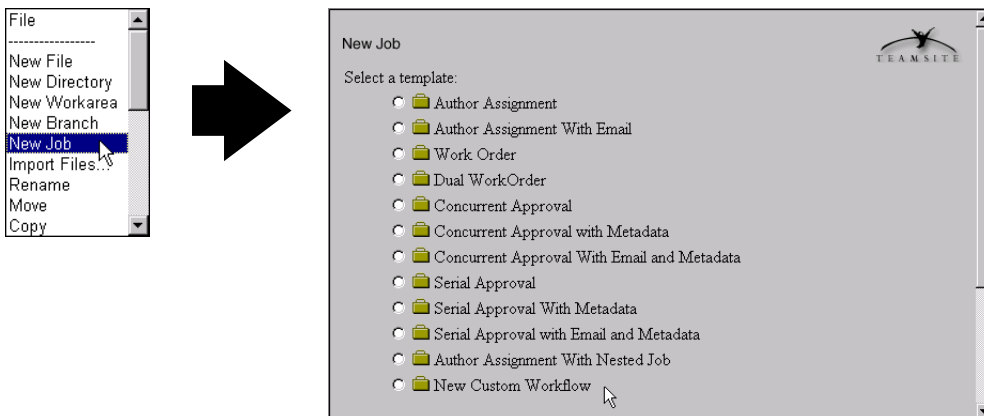 File
-----------------
New File
New Directory
New Workarea
New Branch
New Job
Import Files...
Rename
Move
Copy
New Job
TEAMSITE
Select a template:
Author Assignment
Author Assignment With Email
Work Order
Dual WorkOrder
Concurrent Approval
Concurrent Approval with Metadata
Concurrent Approval With Email and Metadata
Serial Approval
Serial Approval With Metadata
Serial Approval with Email and Metadata
Author Assignment With Nested Job
New Custom Workflow